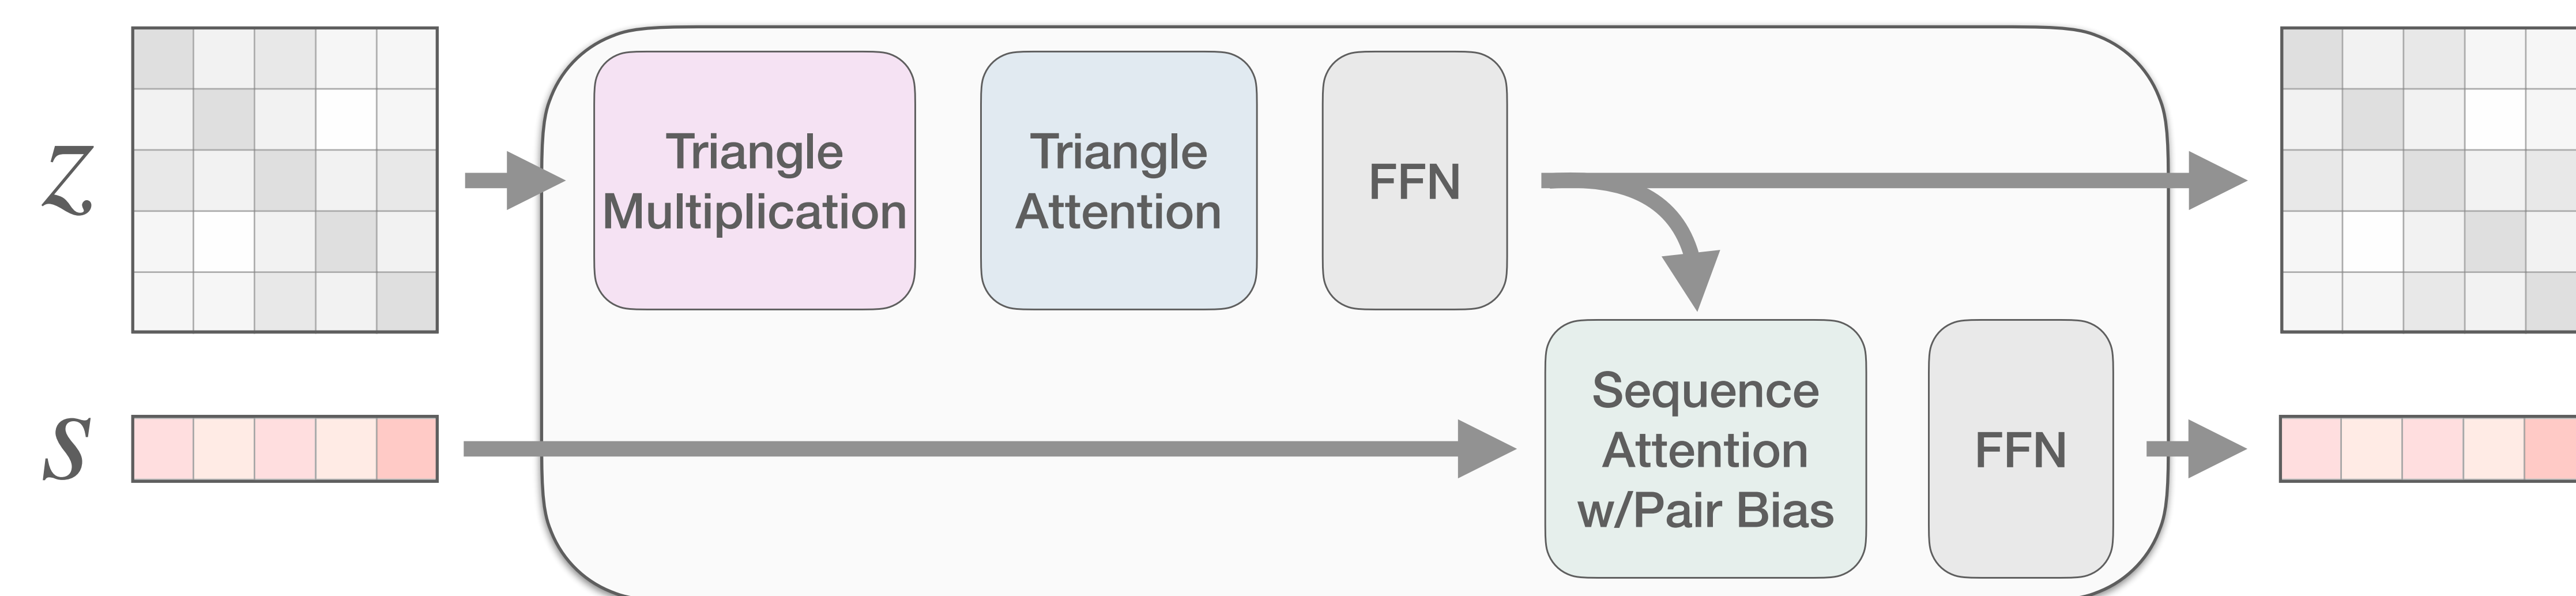 z
Triangle
Multiplication
Triangle
Attention
FFN
s
Sequence
Attention
w/Pair Bias
FFN